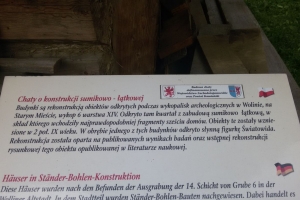 Chaty o konstrukcji sumikowo - łątkowej
Budynki są rekonstrukcją obiektów odkrytych podczas wykopalisk archeologicznych w Wolinie, na
Starym Mieście, wykop 6 warstwa XIV. Odkryto tam kwartał z zabudową sumikowo łątkową, w
skład którego wchodziły najprawdopodobniej fragmenty sześciu domów. Obiekty te zostały wznie-
sione w 2 poł. IX wieku. W obrębie jednego z tych budynków odkryto słynną figurkę Światowida.
Rekonstrukcja została oparta na publikowanych wynikach badań oraz wstępnej rekonstrukcji
rysunkowej tego obiektu opublikowanej w literaturze naukowej.
Häuser in Ständer-Bohlen-Konstruktion
Diese Häuser wurden nach den Befunden der Ausgrabung der 14. Schicht von Grube 6 in der
Wolliner Altstadt. In dem Stadtteil wurden Ständer-Bohlen nachgewiesen. Dabei handelt es